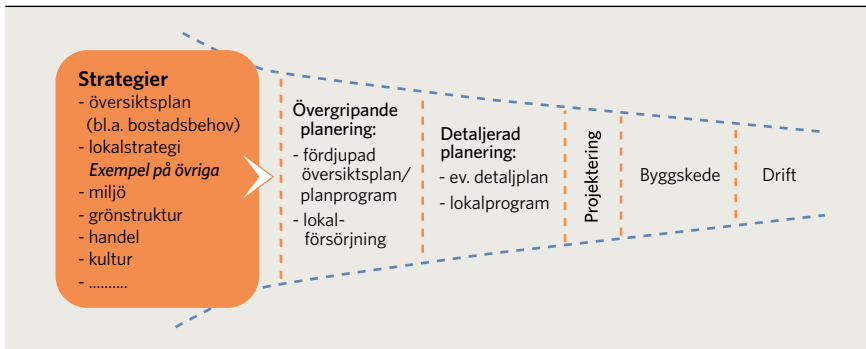 Strategier
- översiktsplan
(bl.a. bostadsbehov)
- lokalstrategi
Exempel på övriga
- miljö
- grönstruktur
- handel
- kultur
- ..........
Övergripande
planering:
- fördjupad
översiktsplan/
planprogram
- lokal-
försörjning
Detaljerad
planering:
- ev. detaljplan
- lokalprogram
Projektering
Byggskede
Drift